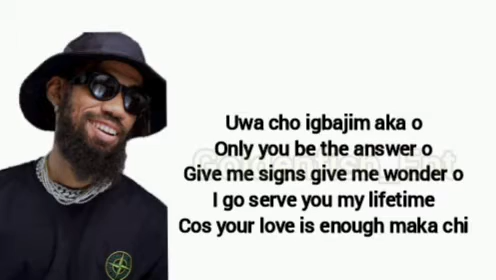 Uwa cho igbajim aka o
Only you be the answer o
Give me signs give me wonder o
I go serve you my lifetime
Cos your love is enough maka chi